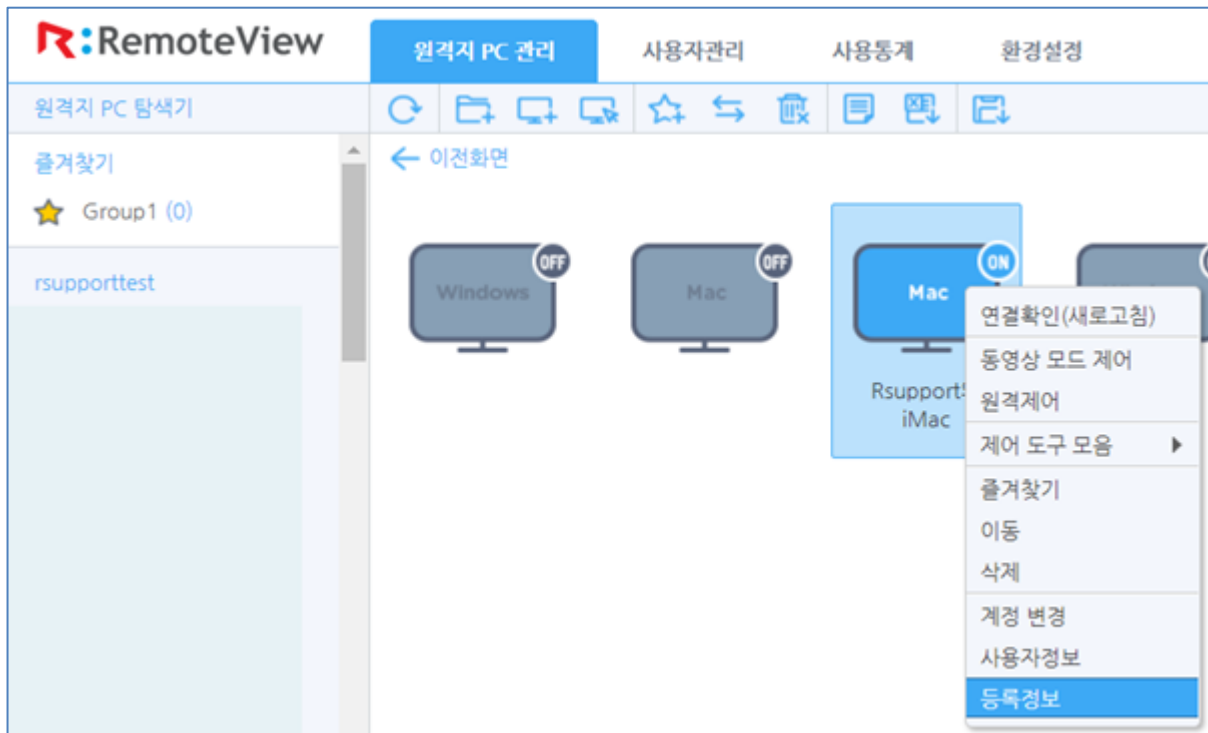 RemoteView
원격지 PC 관리
사용자관리
사용통계
환경설정
원격지 PC 탐색기
즐겨찾기
Group1 (0)
rsupporttest
이전화면
Windows
OFF
Mac
OFF
Mac
ON
Rsupport
iMac
연결확인(새로고침)
동영상 모드 제어
원격제어
제어 도구 모음
즐겨찾기
이동
삭제
계정 변경
사용자정보
등록정보